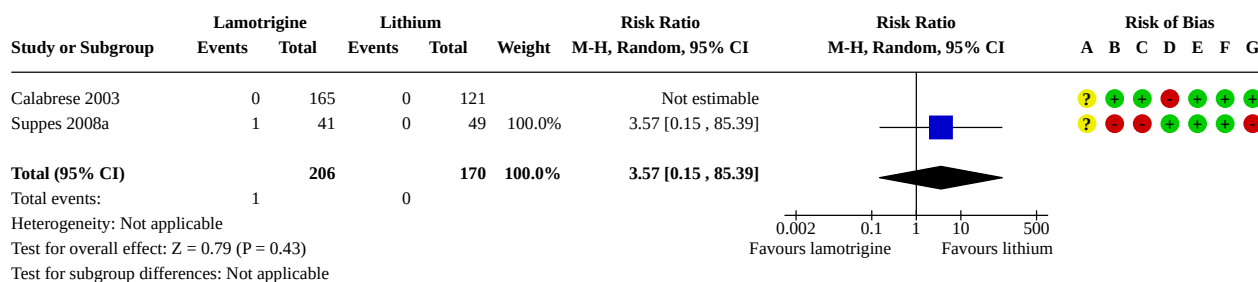 Lamotrigine Lithium Risk Ratio Risk Ratio Risk of Bias
Study or Subgroup Events Total Events Total Weight M-H, Random, 95% CI M-H, Random, 95% CI A B C D E F G
Calabrese 2003 0 165 0 121 Not estimable ? + + - + + +
Suppes 2008a 1 41 0 49 100.0% 3.57 [0.15 , 85.39] ? - - + + + -
Total (95% CI) 206 170 100.0% 3.57 [0.15 , 85.39]
Total events: 1 0
Heterogeneity: Not applicable
0.002 0.1 1 10 500
Test for overall effect: Z = 0.79 (P = 0.43)
Favours lamotrigine Favours lithium
Test for subgroup differences: Not applicable